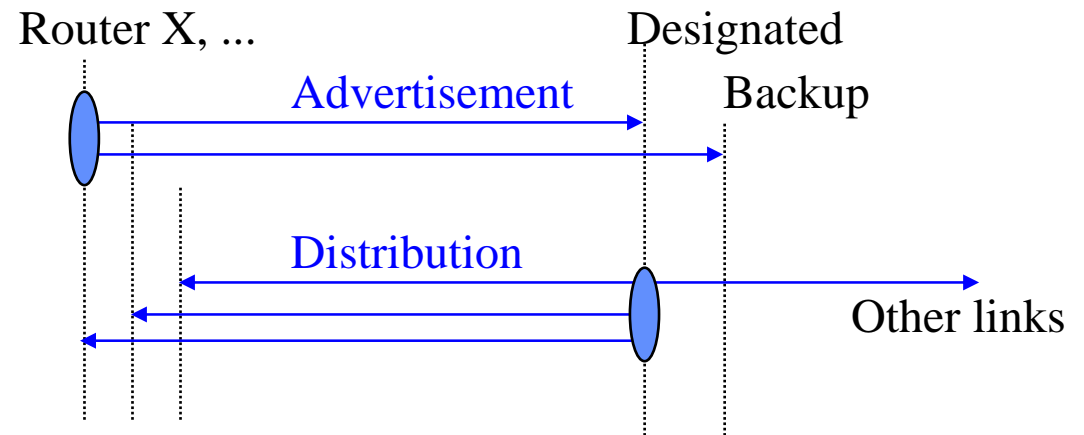 Router X, ...
Designated
Advertisement
Backup
Distribution
Other links